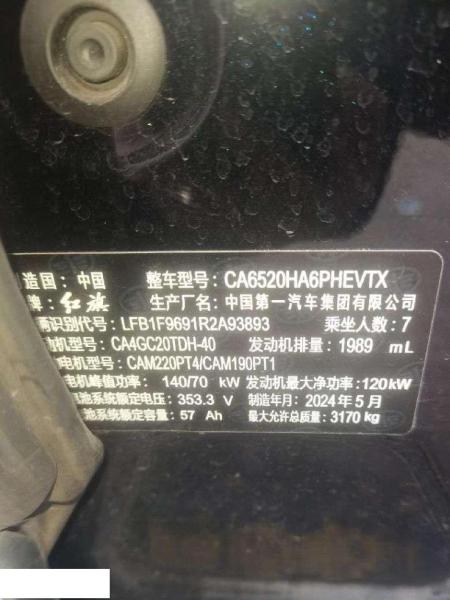 造国：中国 整车型号：CA6520HA6PHEVTX
牌：红旗 生产厂名：中国第一汽车集团有限公司
辆识别代号：LFB1F9691R2A93893 乘坐人数：7
动机型号：CA4GC20TDH-40 发动机排量：1989 mL
电机型号：CAM220PT4/CAM190PT1
电机峰值功率：140/70 kW 发动机最大净功率：120kW
池系统额定电压：353.3 V 制造年月：2024年5月
池系统额定容量：57 Ah 最大允许总质量：3170kg